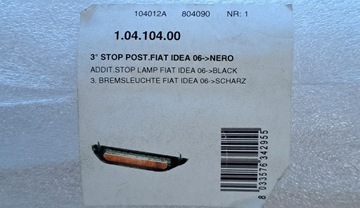 104012A 804090 NR: 1
1.04.104.00
3° STOP POST.FIAT IDEA 06->NERO
ADDIT.STOP LAMP FIAT IDEA 06->BLACK
3. BREMSLEUCHTE FIAT IDEA 06->SCHARZ
8 033576 342955